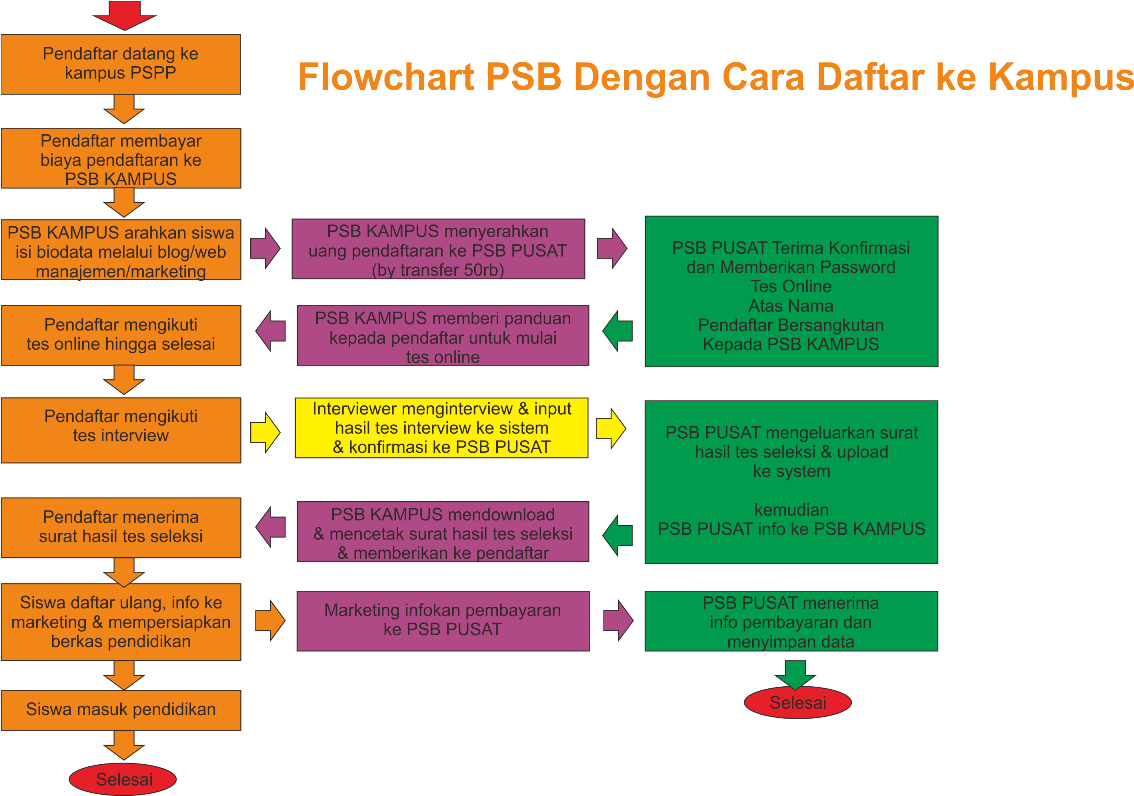 Flowchart PSB Dengan Cara Daftar ke Kampus
Pendaftar datang ke
kampus PSPP
Pendaftar membayar
biaya pendaftaran ke
PSB KAMPUS
PSB KAMPUS arahkan siswa
isi biodata melalui blog/web
manajemen/marketing
PSB KAMPUS menyerahkan
uang pendaftaran ke PSB PUSAT
(by transfer 50rb)
PSB PUSAT Terima Konfirmasi
dan Memberikan Password
Tes Online
Atas Nama
Pendaftar Bersangkutan
Kepada PSB KAMPUS
PSB KAMPUS memberi panduan
kepada pendaftar untuk mulai
tes online
Pendaftar mengikuti
tes online hingga selesai
Pendaftar mengikuti
tes interview
Interviewer menginterview & input
hasil tes interview ke sistem
& konfirmasi ke PSB PUSAT
PSB PUSAT mengeluarkan surat
hasil tes seleksi & upload
ke system
kemudian
PSB PUSAT info ke PSB KAMPUS
PSB KAMPUS mendownload
& mencetak surat hasil tes seleksi
& memberikan ke pendaftar
Pendaftar menerima
surat hasil tes seleksi
Siswa daftar ulang, info ke
marketing & mempersiapkan
berkas pendidikan
Marketing infokan pembayaran
ke PSB PUSAT
PSB PUSAT menerima
info pembayaran dan
menyimpan data
Selesai
Siswa masuk pendidikan
Selesai